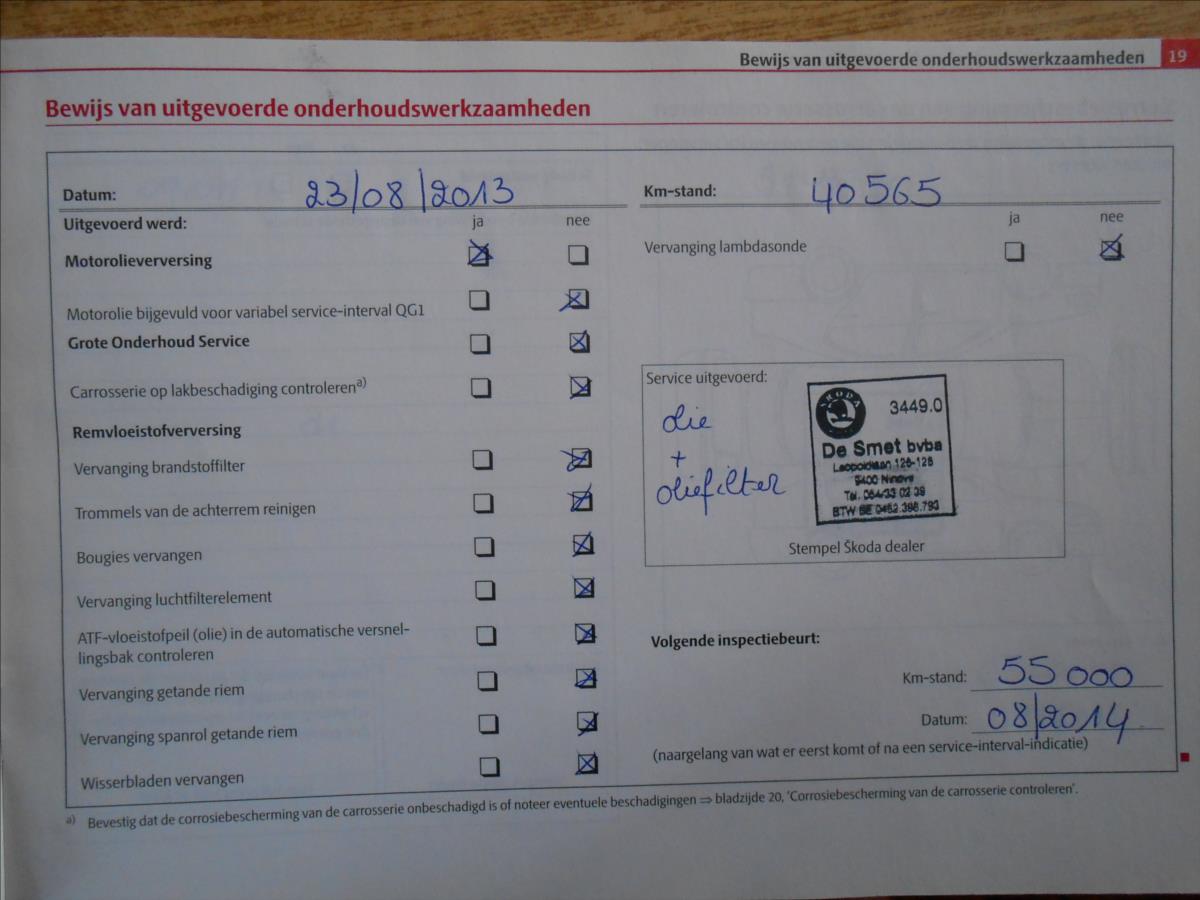 Bewijs van uitgevoerde onderhoudswerkzaamheden 19
Bewijs van uitgevoerde onderhoudswerkzaamheden
Datum: 23/08/2013
Km-stand: 40565
Uitgevoerd werd: ja nee
ja nee
Motorolieverversing
Vervanging lambdasonde
Motorolie bijgevuld voor variabel service-interval QG1
Grote Onderhoud Service
Carrosserie op lakbeschadiging controleren a)
Remvloeistofverversing
Vervanging brandstoffilter
Trommels van de achterrem reinigen
Bougies vervangen
Vervanging luchtfilterelement
ATF-vloeistofpeil (olie) in de automatische versnel-
lingsbak controleren
Vervanging getande riem
Vervanging spanrol getande riem
Wisserbladen vervangen
Service uitgevoerd:
olie
+
oliefilter
SKODA
3449.0
De Smet bvba
Leopoldlaan 126-128
9400 Ninove
Tel. 054/33 02 39
BTW BE 0452.396.793
Stempel Škoda dealer
Volgende inspectiebeurt:
Km-stand: 55 000
Datum: 08/2014
(naargelang van wat er eerst komt of na een service-interval-indicatie)
a) Bevestig dat de corrosiebescherming van de carrosserie onbeschadigd is of noteer eventuele beschadigingen ⇒ bladzijde 20, 'Corrosiebescherming van de carrosserie controleren'.